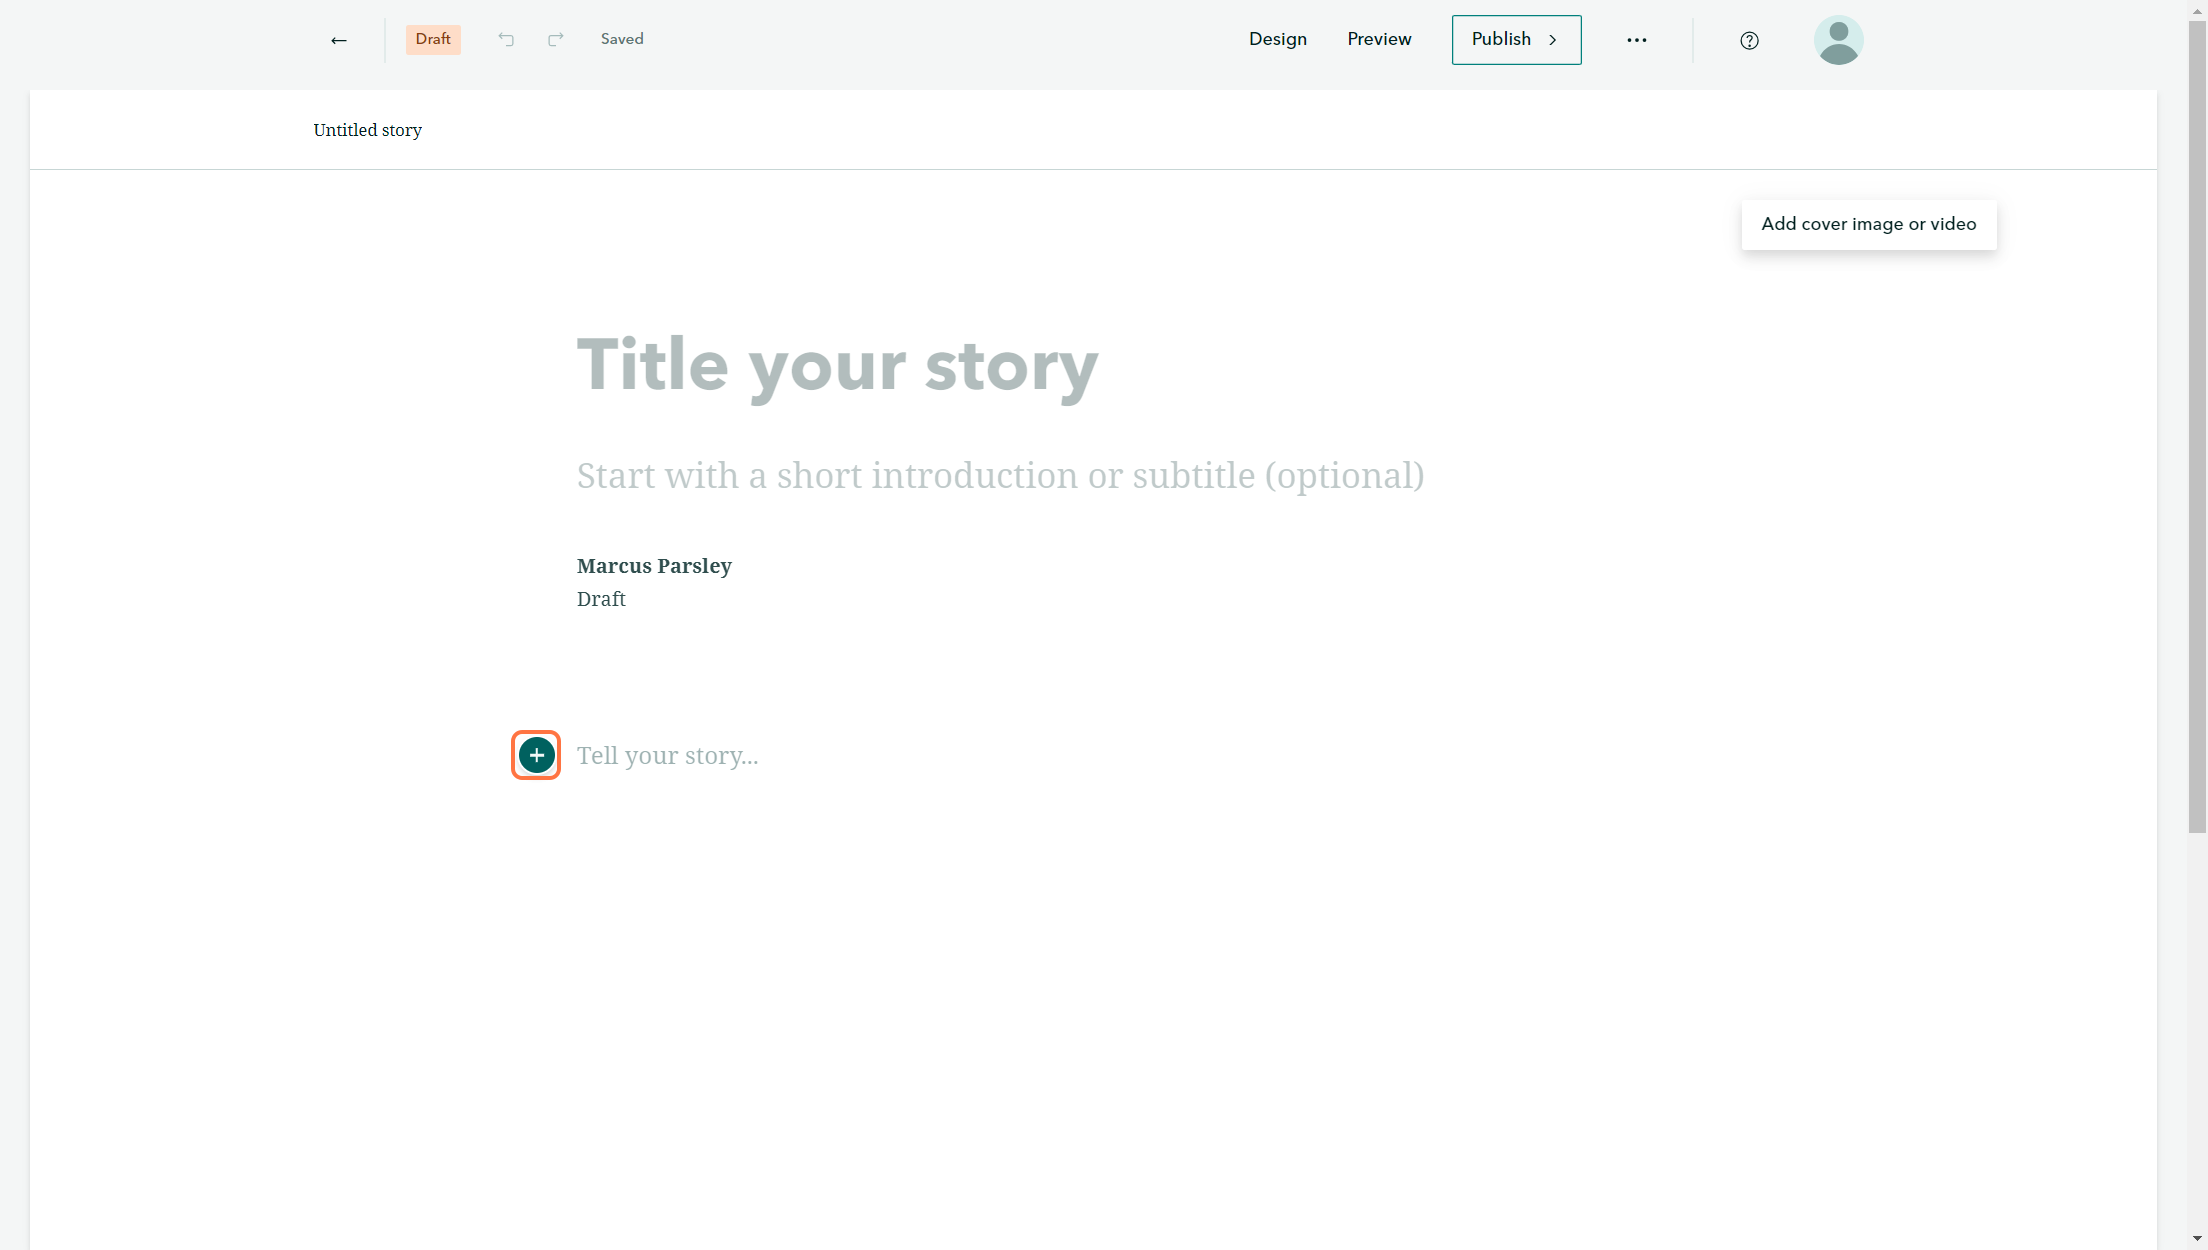 Draft Saved Design Preview Publish
Untitled story
Add cover image or video
Title your story
Start with a short introduction or subtitle (optional)
Marcus Parsley
Draft
Tell your story...